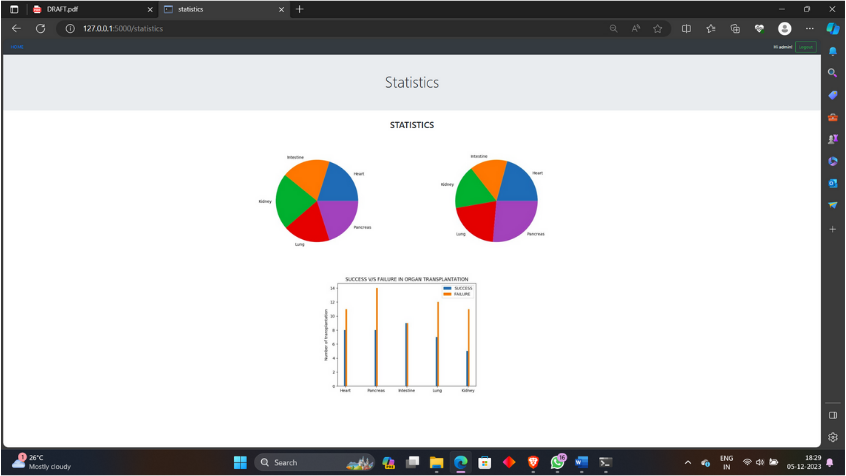 DRAFT.pdf
statistics
127.0.0.1:5000/statistics
HOME
Hi admin! Logout
Statistics
STATISTICS
Intestine
Heart
Kidney
Lung
Pancreas
Intestine
Heart
Kidney
Lung
Pancreas
SUCCESS V/S FAILURE IN ORGAN TRANSPLANTATION
SUCCESS
FAILURE
Number of transplantation
14
12
10
8
6
4
2
0
Heart Pancreas Intestine Lung Kidney
1
26°C
Mostly cloudy
Search
16
ENG
IN
18:29
05-12-2023